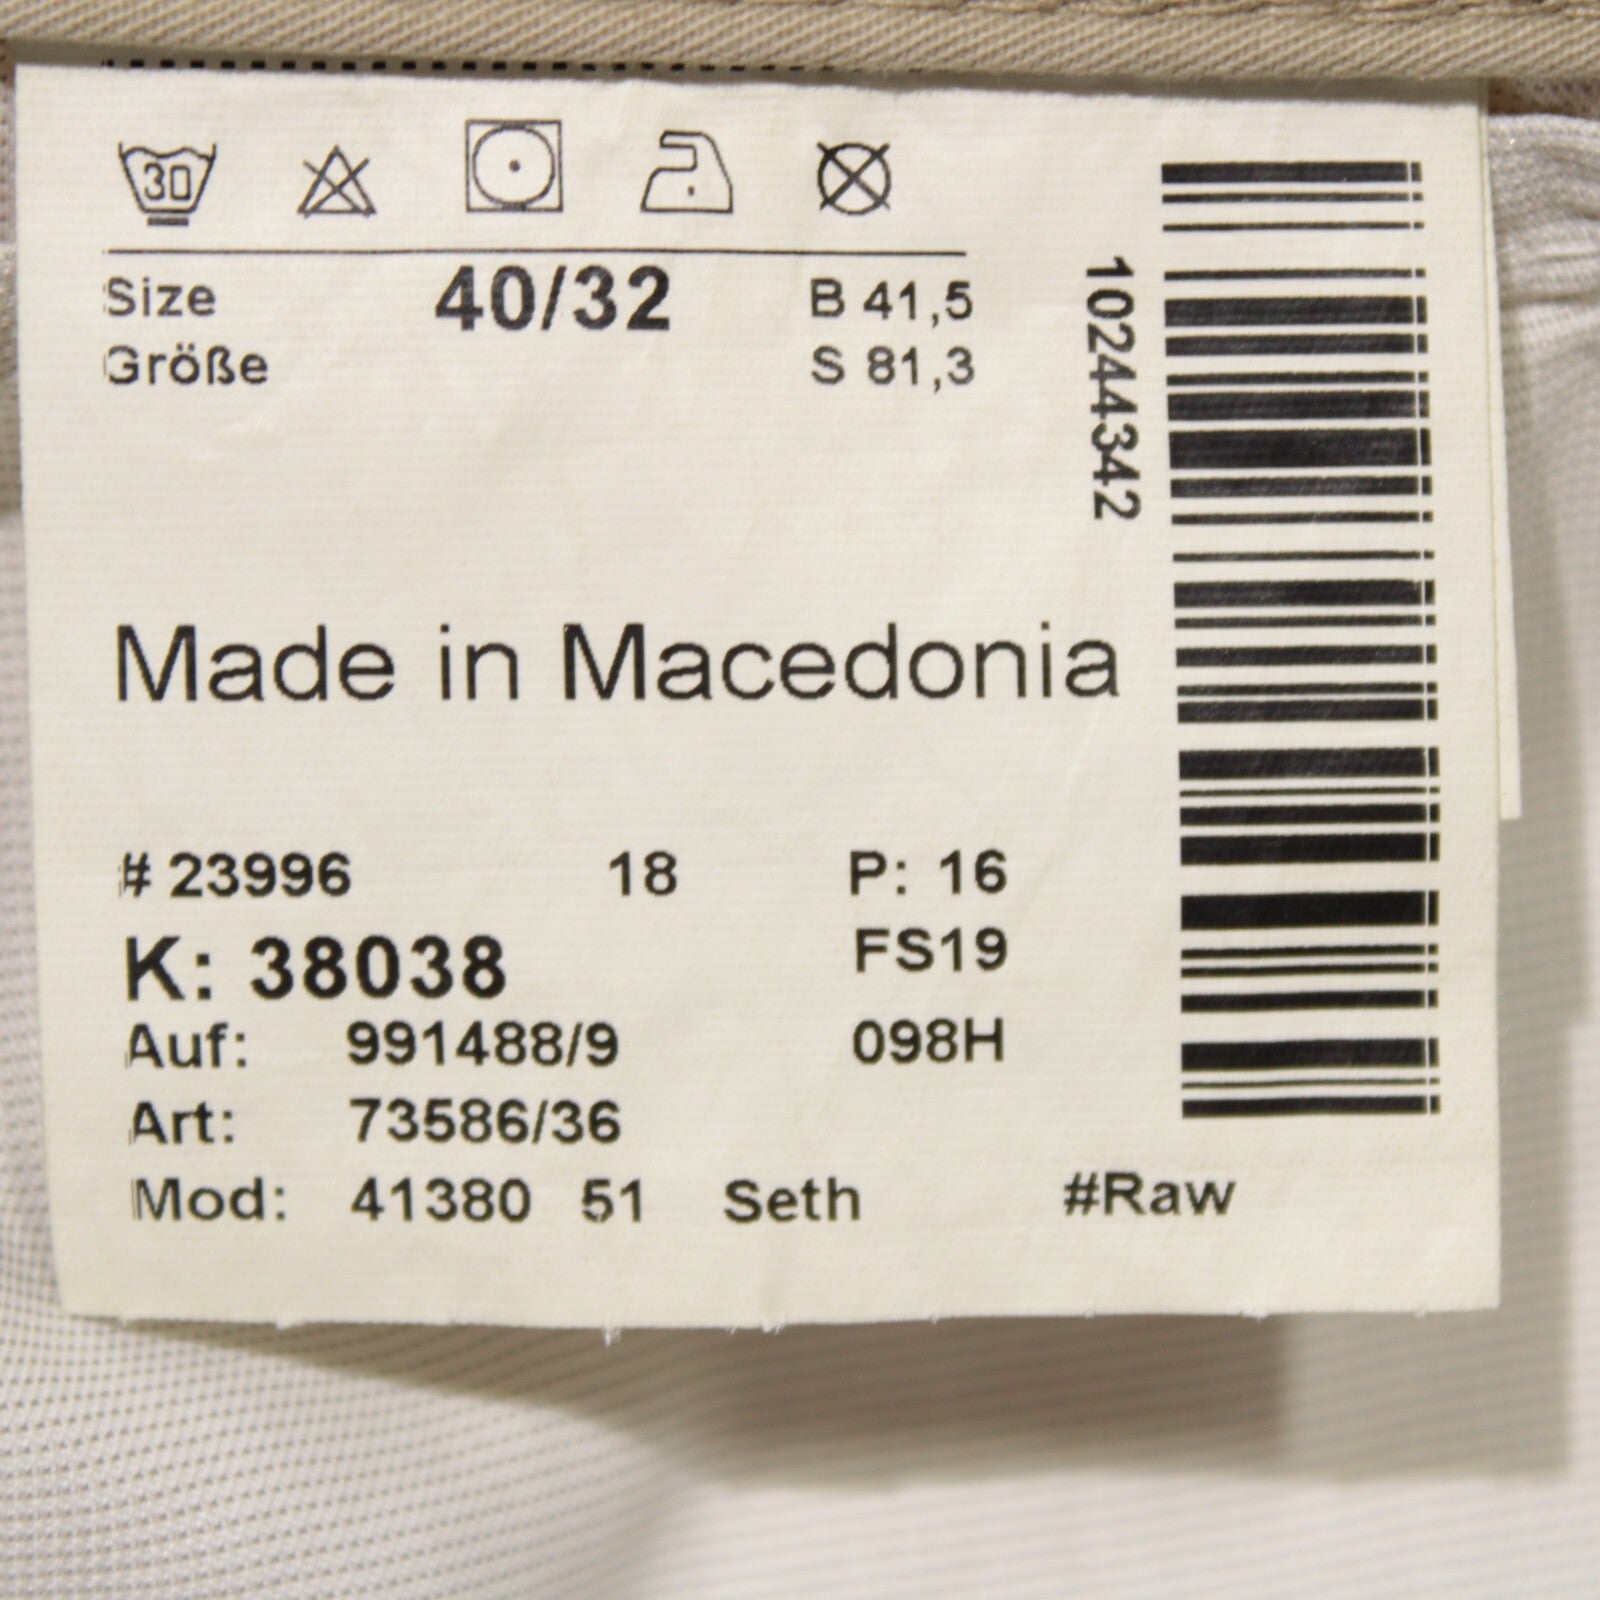 30
Size 40/32 B 41,5
Größe S 81,3
10244342
Made in Macedonia
# 23996 18 P: 16
K: 38038 FS19
Auf: 991488/9 098H
Art: 73586/36
Mod: 41380 51 Seth #Raw